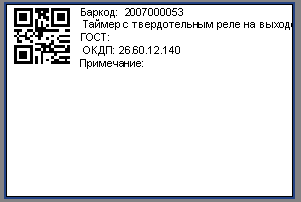 Баркод: 2007000053
Таймер с твердотельным реле на выходе
ГОСТ:
ОКДП: 26.60.12.140
Примечание: